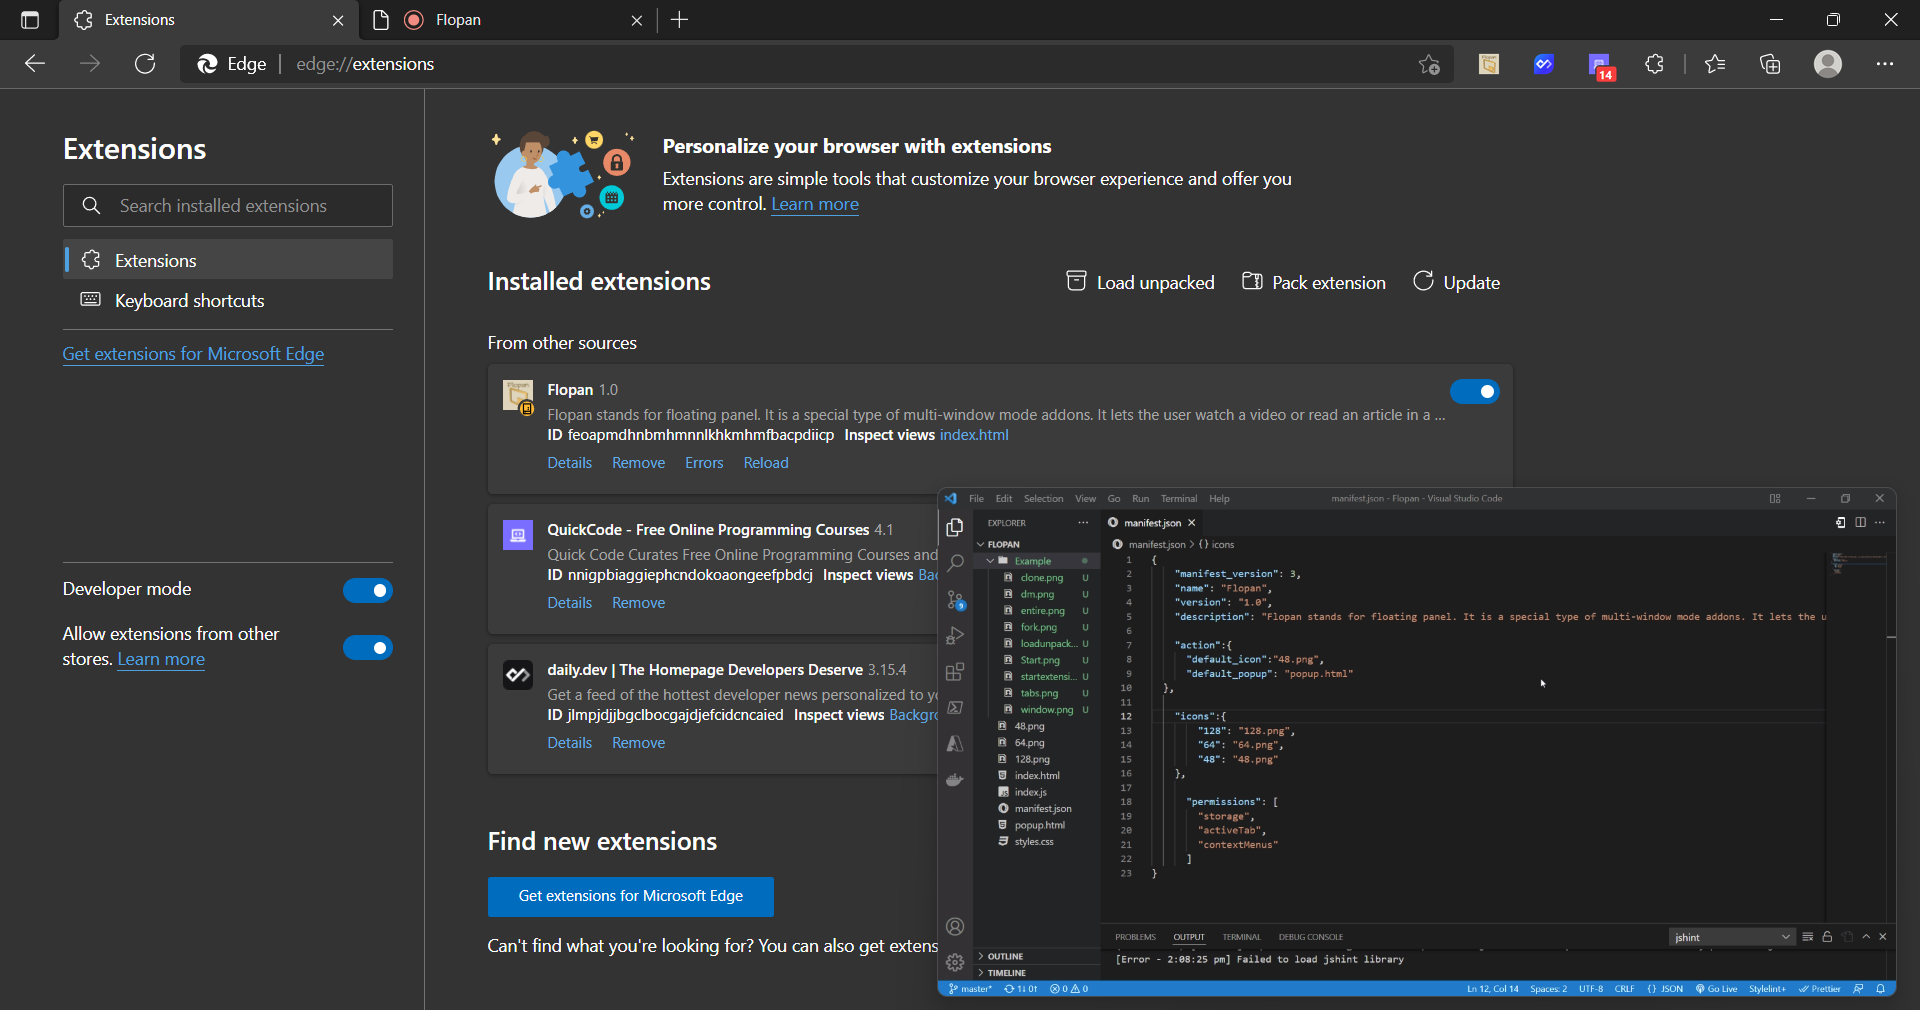 Extensions
Flopan
Edge
edge://extensions
14
Extensions
Search installed extensions
Extensions
Keyboard shortcuts
Get extensions for Microsoft Edge
Developer mode
Allow extensions from other
stores. Learn more
Personalize your browser with extensions
Extensions are simple tools that customize your browser experience and offer you
more control. Learn more
Installed extensions
Load unpacked
Pack extension
Update
From other sources
Flopan 1.0
Flopan stands for floating panel. It is a special type of multi-window mode addons. It lets the user watch a video or read an article in a ...
ID feoapmdhnbmhmnnlkhkmhmfbacpdiicp Inspect views index.html
Details Remove Errors Reload
QuickCode - Free Online Programming Courses 4.1
Quick Code Curates Free Online Programming Courses and
ID nnigpbiaggiephcndokoaongeefpbdcj Inspect views Bac
Details Remove
daily.dev | The Homepage Developers Deserve 3.15.4
Get a feed of the hottest developer news personalized to yo
ID jlmpjdjjbgclbocgajdjjefcidcncaied Inspect views Backgro
Details Remove
Find new extensions
Get extensions for Microsoft Edge
Can't find what you're looking for? You can also get extens
File Edit Selection View Go Run Terminal Help
manifest.json - Flopan - Visual Studio Code
EXPLORER ...
FLOPAN
Example
clone.png U
dm.png U
entire.png U
fork.png U
loadunpack... U
Start.png U
startextensi... U
tabs.png U
window.png U
48.png
64.png
128.png
index.html
index.js
manifest.json
popup.html
styles.css
OUTLINE
TIMELINE
manifest.json
manifest.json > {} icons
1 {
2 "manifest_version": 3,
3 "name": "Flopan",
4 "version": "1.0",
5 "description": "Flopan stands for floating panel. It is a special type of multi-window mode addons. It lets the u
6
7 "action":{
8 "default_icon":"48.png",
9 "default_popup": "popup.html"
10 },
11
12 "icons":{
13 "128": "128.png",
14 "64": "64.png",
15 "48": "48.png"
16 },
17
18 "permissions": [
19 "storage",
20 "activeTab",
21 "contextMenus"
22 ]
23 }
PROBLEMS OUTPUT TERMINAL DEBUG CONSOLE
jshint
[Error - 2:08:25 pm] Failed to load jshint library
master* 1↓ 0↑ 0 0
Ln 12, Col 14 Spaces: 2 UTF-8 CRLF {} JSON Go Live Stylelint+ Prettier